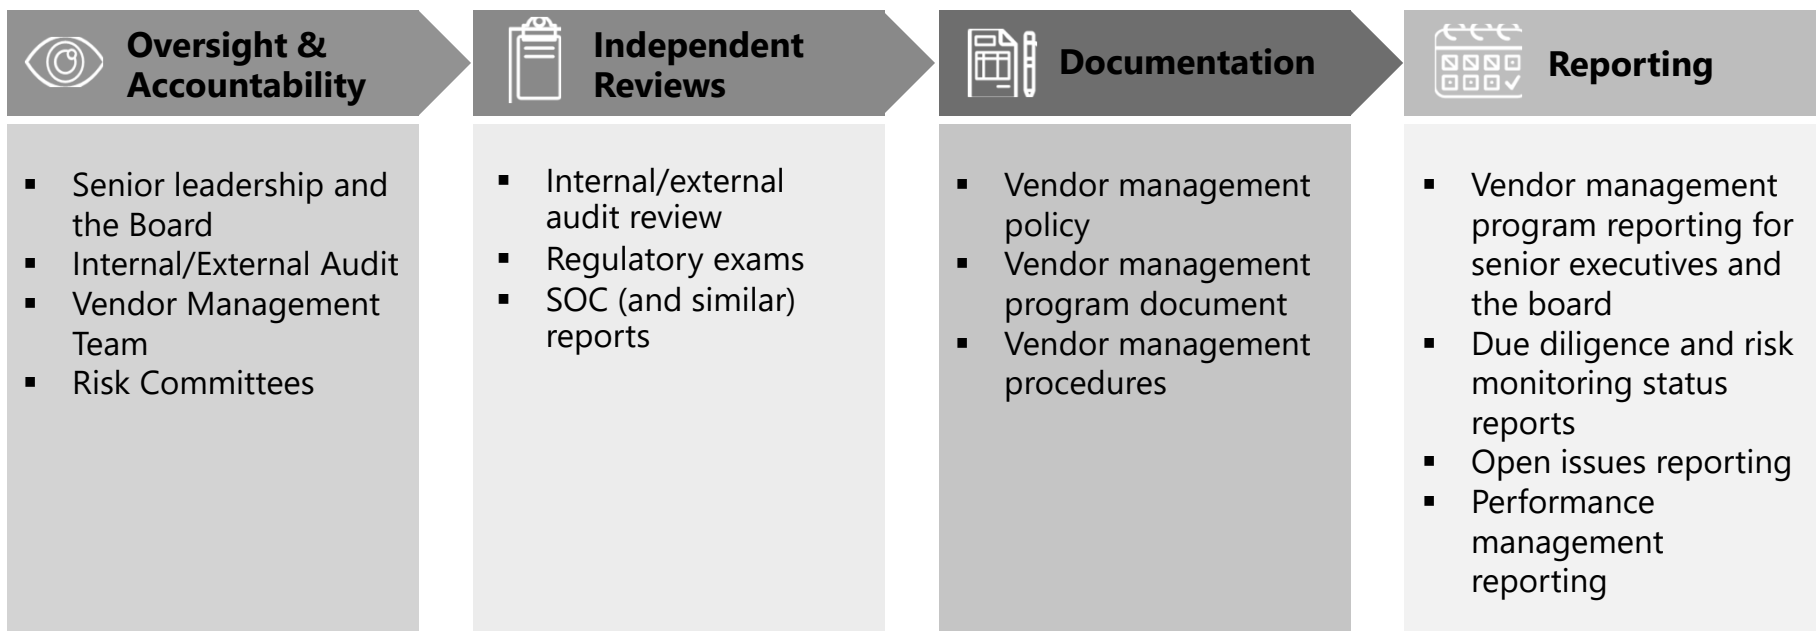 Oversight &
Accountability
▪ Senior leadership and
the Board
▪ Internal/External Audit
▪ Vendor Management
Team
▪ Risk Committees
Independent
Reviews
▪ Internal/external
audit review
▪ Regulatory exams
▪ SOC (and similar)
reports
Documentation
▪ Vendor management
policy
▪ Vendor management
program document
▪ Vendor management
procedures
Reporting
▪ Vendor management
program reporting for
senior executives and
the board
▪ Due diligence and risk
monitoring status
reports
▪ Open issues reporting
▪ Performance
management
reporting